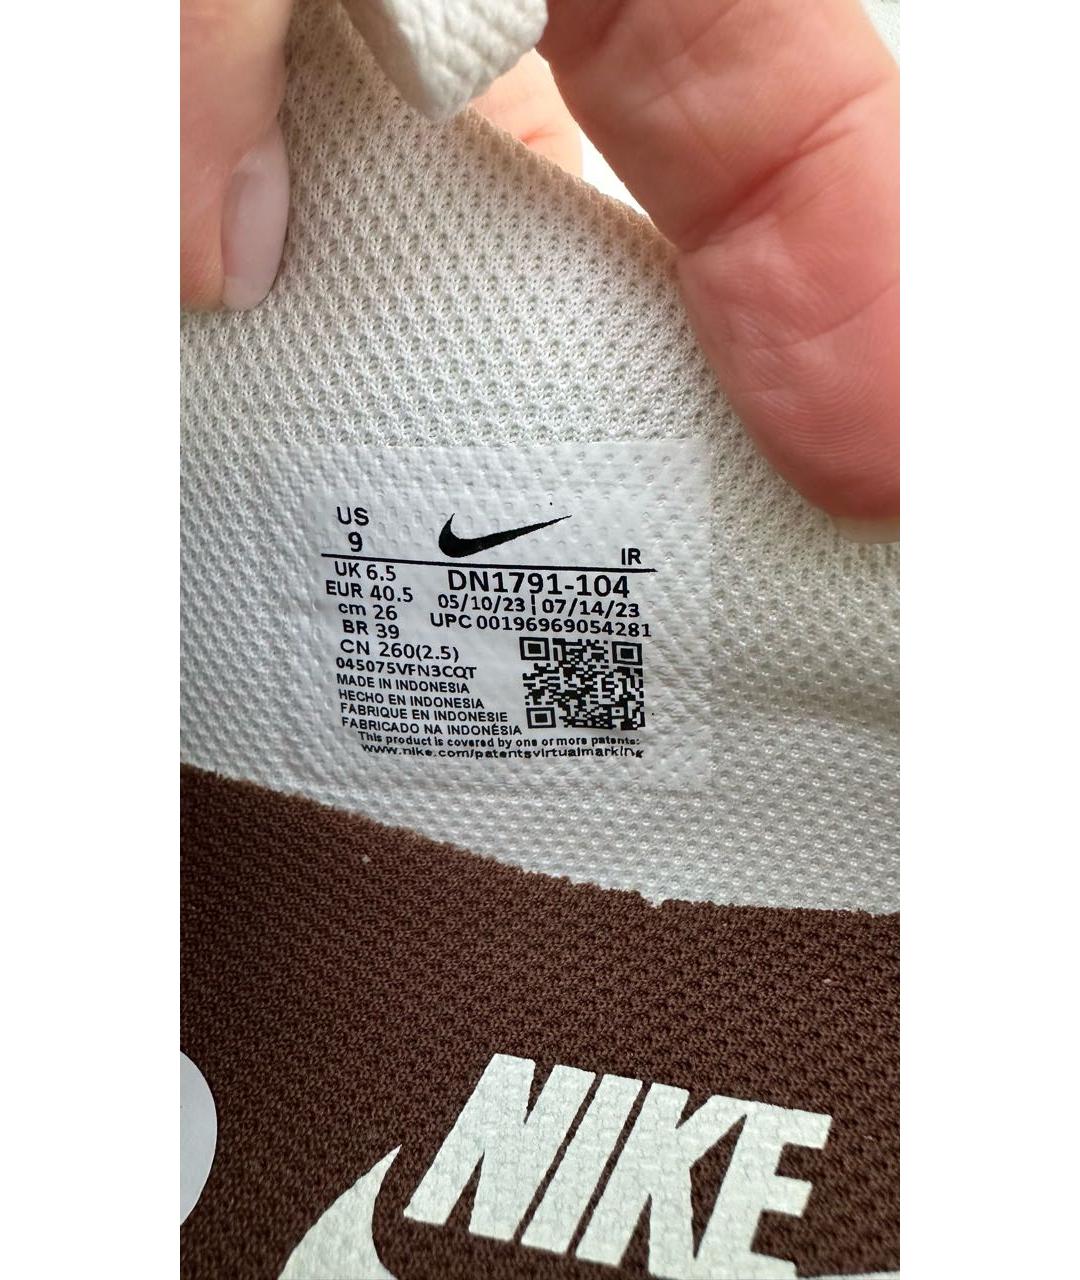 US
9
IR
UK 6.5
EUR 40.5
cm 26
BR 39
CN 260(2.5)
DN1791-104
05/10/23 | 07/14/23
UPC 00196969054281
045075VFN3CQT
MADE IN INDONESIA
HECHO EN INDONESIA
FABRIQUE EN INDONESIE
FABRICADO NA INDONÉSIA
This product is covered by one or more patents:
www.nike.com/patentsvirtualmarking
NIKE